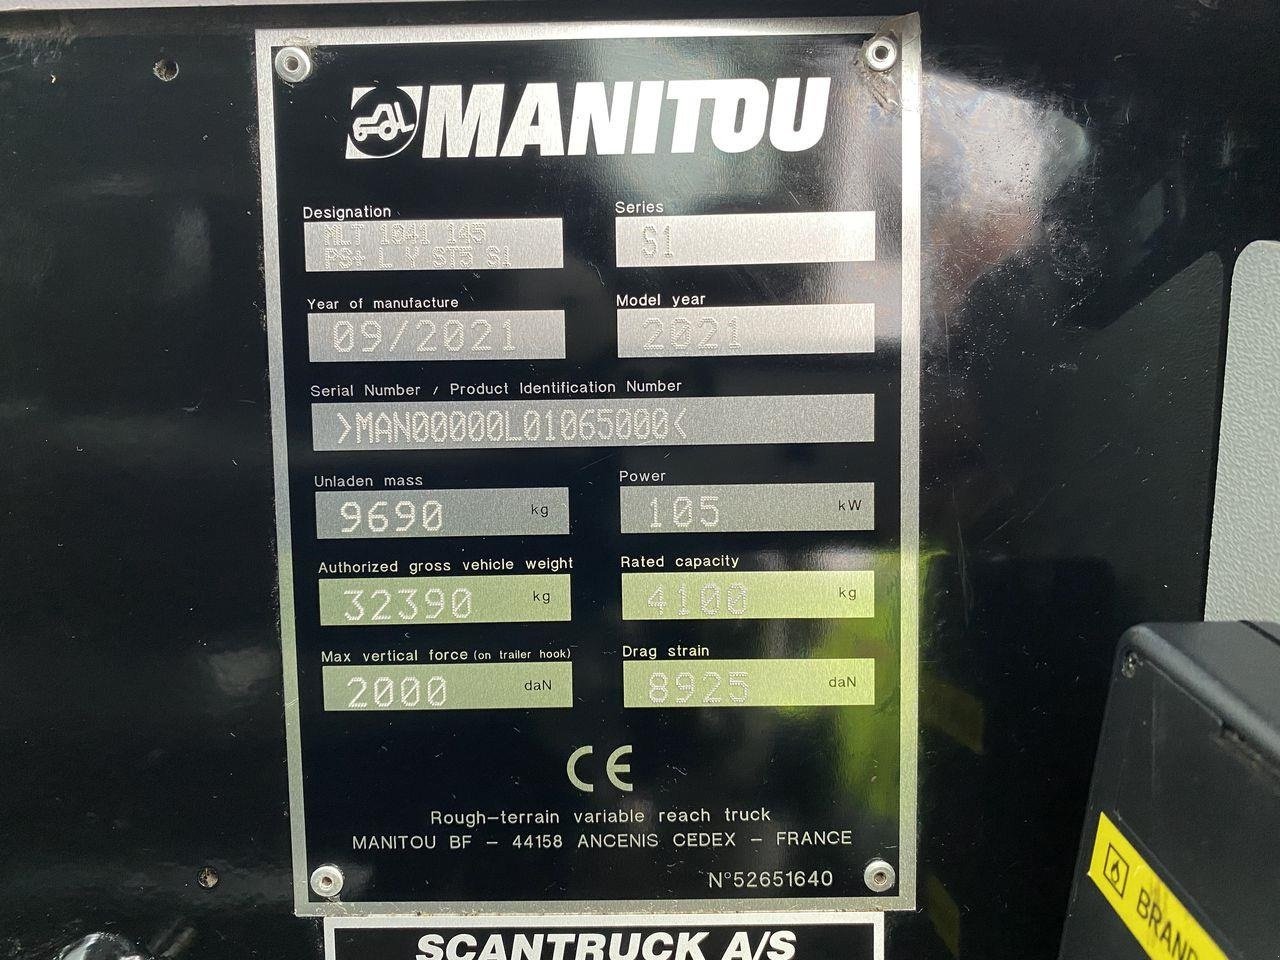 MANITOU
Designation
MLT 1041 145
PS+ L Y ST5 S1
Series
S1
Year of manufacture
09/2021
Model year
2021
Serial Number / Product Identification Number
>MAN00000L01065000<
Unladen mass
9690 kg
Power
105 kW
Authorized gross vehicle weight
32390 kg
Rated capacity
4100 kg
Max vertical force (on trailer hook)
2000 daN
Drag strain
8925 daN
CE
Rough-terrain variable reach truck
MANITOU BF – 44158 ANCENIS CEDEX – FRANCE
N°52651640
SCANTRUCK A/S